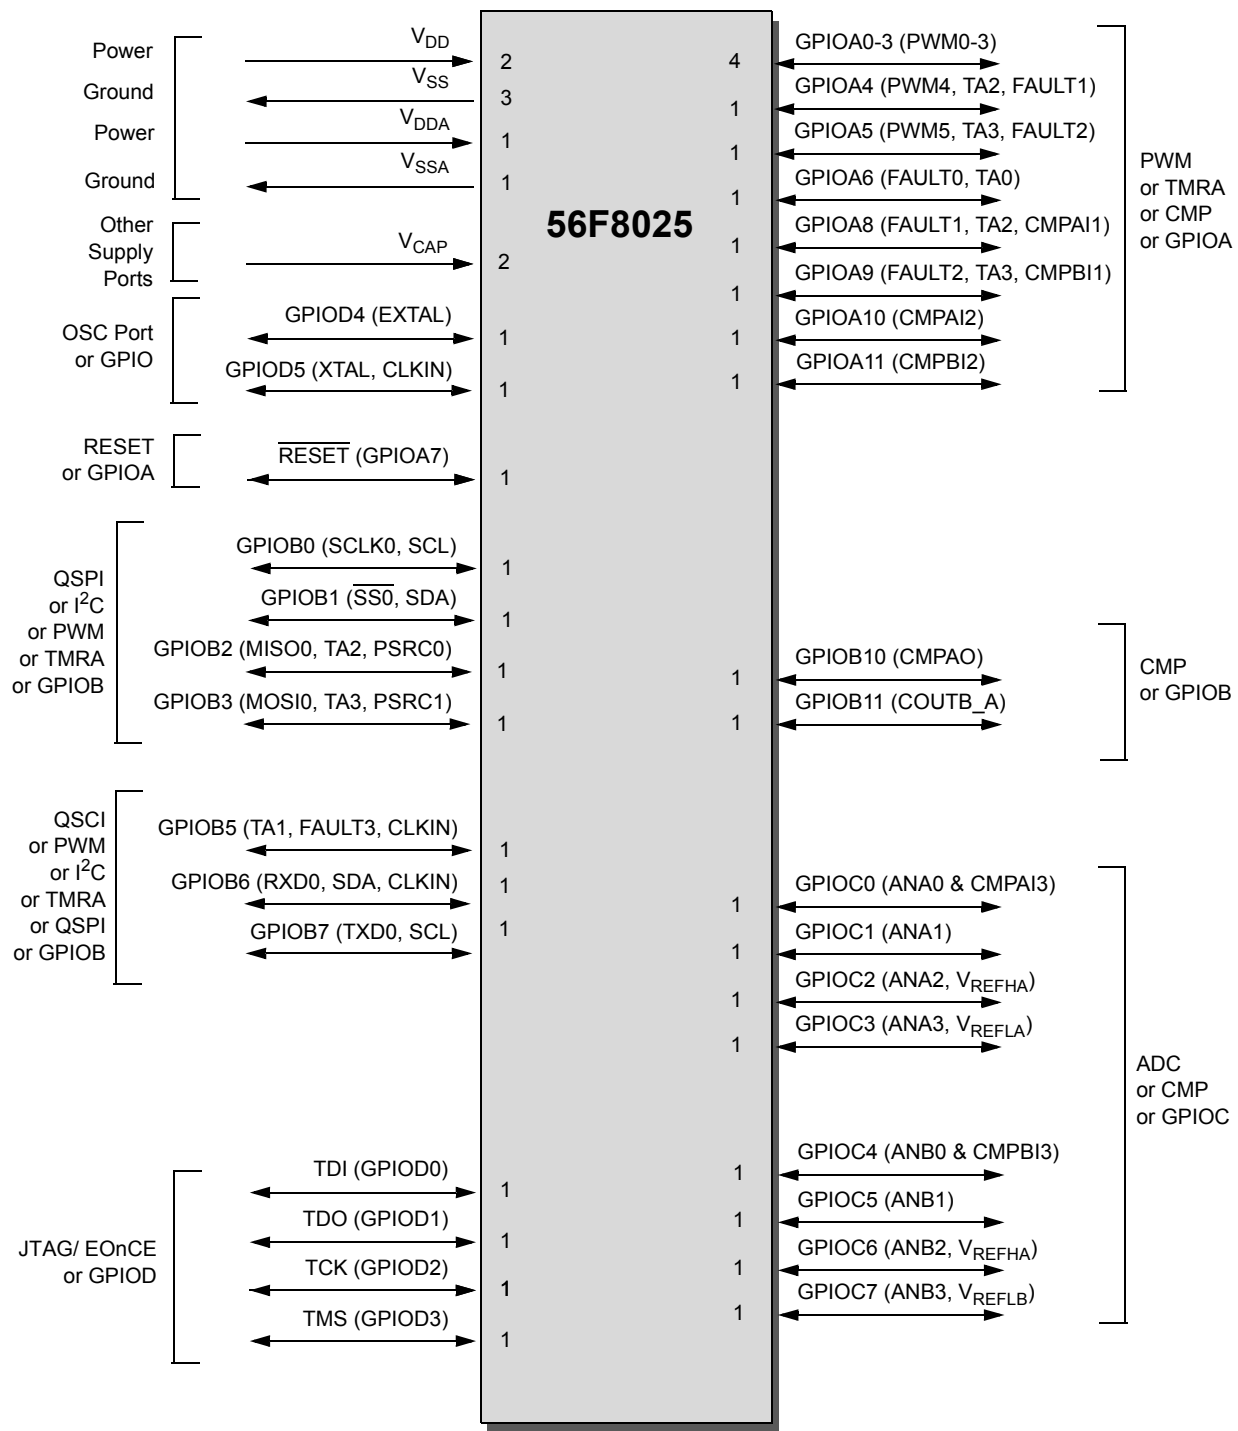 Power
V_DD
2
Ground
V_SS
3
Power
V_DDA
1
Ground
V_SSA
1
Other
Supply
Ports
V_CAP
2
OSC Port
or GPIO
GPIOD4 (EXTAL)
1
GPIOD5 (XTAL, CLKIN)
1
RESET
or GPIOA
RESET (GPIOA7)
1
QSPI
or I²C
or PWM
or TMRA
or GPIOB
GPIOB0 (SCLK0, SCL)
1
GPIOB1 (SS0, SDA)
1
GPIOB2 (MISO0, TA2, PSRC0)
1
GPIOB3 (MOSI0, TA3, PSRC1)
1
QSCI
or PWM
or I²C
or TMRA
or QSPI
or GPIOB
GPIOB5 (TA1, FAULT3, CLKIN)
1
GPIOB6 (RXD0, SDA, CLKIN)
1
GPIOB7 (TXD0, SCL)
1
JTAG/ EOnCE
or GPIOD
TDI (GPIOD0)
1
TDO (GPIOD1)
1
TCK (GPIOD2)
1
TMS (GPIOD3)
1
56F8025
4
GPIOA0-3 (PWM0-3)
1
GPIOA4 (PWM4, TA2, FAULT1)
1
GPIOA5 (PWM5, TA3, FAULT2)
1
GPIOA6 (FAULT0, TA0)
1
GPIOA8 (FAULT1, TA2, CMPAI1)
1
GPIOA9 (FAULT2, TA3, CMPBI1)
1
GPIOA10 (CMPAI2)
1
GPIOA11 (CMPBI2)
PWM
or TMRA
or CMP
or GPIOA
1
GPIOB10 (CMPAO)
1
GPIOB11 (COUTB_A)
CMP
or GPIOB
1
GPIOC0 (ANA0 & CMPAI3)
1
GPIOC1 (ANA1)
1
GPIOC2 (ANA2, V_REFHA)
1
GPIOC3 (ANA3, V_REFLA)
1
GPIOC4 (ANB0 & CMPBI3)
1
GPIOC5 (ANB1)
1
GPIOC6 (ANB2, V_REFHA)
1
GPIOC7 (ANB3, V_REFLB)
ADC
or CMP
or GPIOC